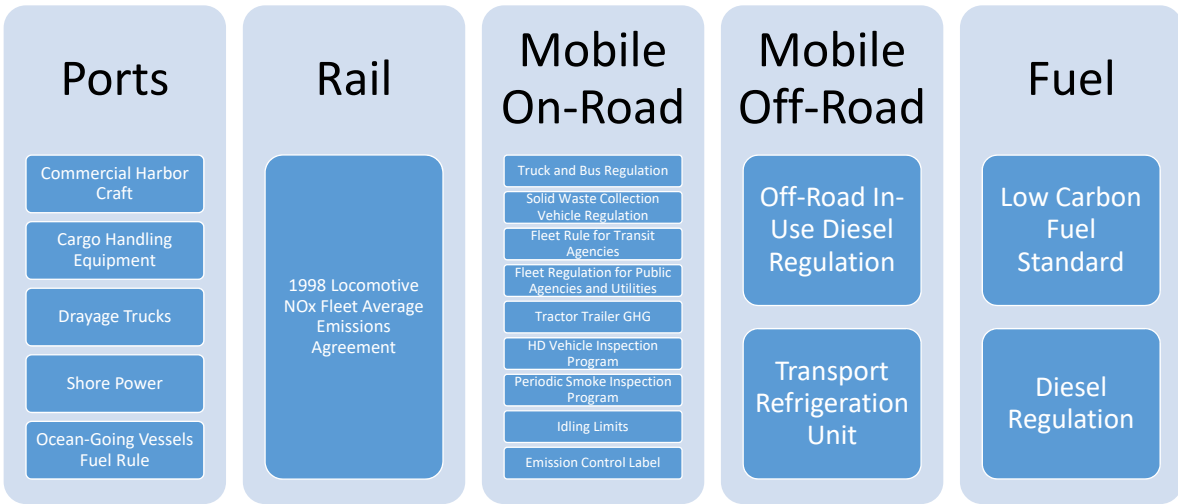 Ports
Commercial Harbor
Craft
Cargo Handling
Equipment
Drayage Trucks
Shore Power
Ocean-Going Vessels
Fuel Rule
Rail
1998 Locomotive
NOx Fleet Average
Emissions
Agreement
Mobile
On-Road
Truck and Bus Regulation
Solid Waste Collection
Vehicle Regulation
Fleet Rule for Transit
Agencies
Fleet Regulation for Public
Agencies and Utilities
Tractor Trailer GHG
HD Vehicle Inspection
Program
Periodic Smoke Inspection
Program
Idling Limits
Emission Control Label
Mobile
Off-Road
Off-Road In-
Use Diesel
Regulation
Transport
Refrigeration
Unit
Fuel
Low Carbon
Fuel
Standard
Diesel
Regulation